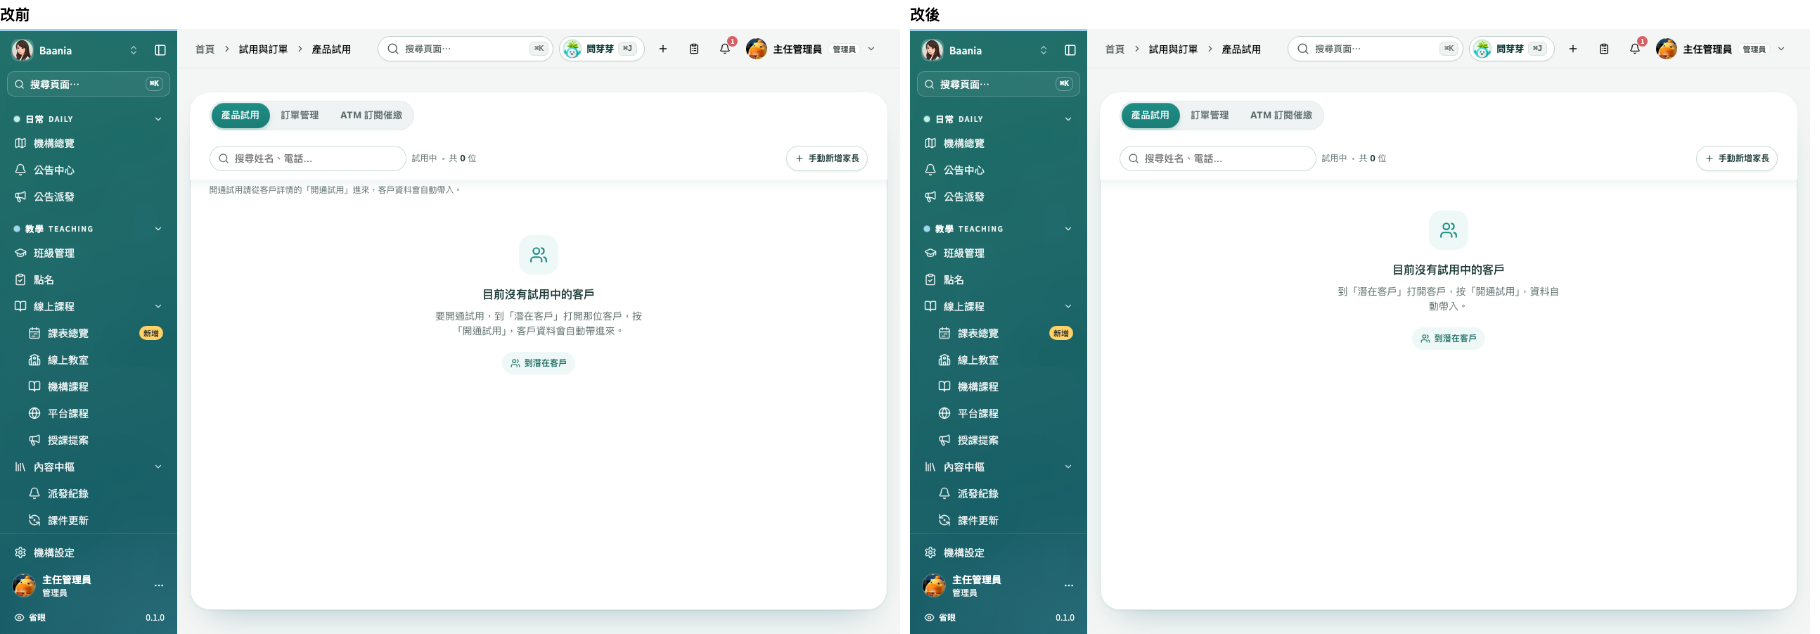 改前
Baania
搜尋頁面… ⌘K
日常 DAILY
機構總覽
公告中心
公告派發
教學 TEACHING
班級管理
點名
線上課程
課表總覽 新增
線上教室
機構課程
平台課程
授課提案
內容中樞
派發紀錄
課件更新
機構設定
主任管理員
管理員
省眼 0.1.0
首頁 > 試用與訂單 > 產品試用
搜尋頁面… ⌘K
問芽芽 ⌘J
1
主任管理員 管理員
產品試用 訂單管理 ATM 訂閱催繳
搜尋姓名、電話... 試用中・共 0 位
+ 手動新增家長
開通試用請從客戶詳情的「開通試用」進來，客戶資料會自動帶入。
目前沒有試用中的客戶
要開通試用，到「潛在客戶」打開那位客戶，按
「開通試用」，客戶資料會自動帶進來。
到潛在客戶
改後
Baania
搜尋頁面… ⌘K
日常 DAILY
機構總覽
公告中心
公告派發
教學 TEACHING
班級管理
點名
線上課程
課表總覽 新增
線上教室
機構課程
平台課程
授課提案
內容中樞
派發紀錄
課件更新
機構設定
主任管理員
管理員
省眼 0.1.0
首頁 > 試用與訂單 > 產品試用
搜尋頁面… ⌘K
問芽芽 ⌘J
1
主任管理員 管理員
產品試用 訂單管理 ATM 訂閱催繳
搜尋姓名、電話... 試用中・共 0 位
+ 手動新增家長
目前沒有試用中的客戶
到「潛在客戶」打開客戶，按「開通試用」，資料自
動帶入。
到潛在客戶